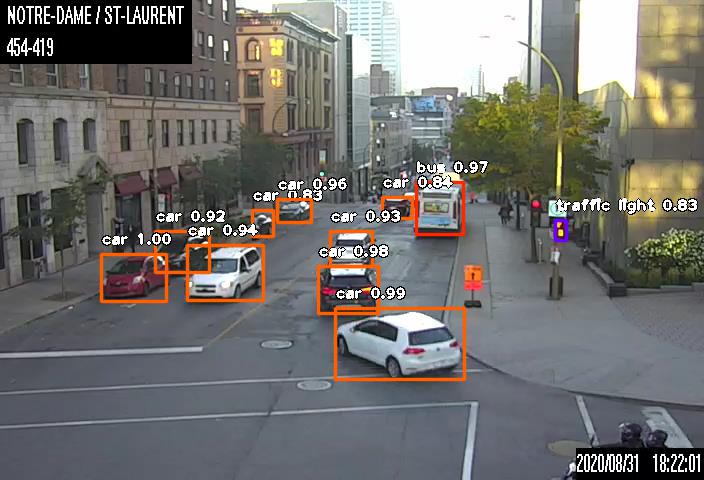 NOTRE-DAME / ST-LAURENT
454-419
bus 0.97
car 0.84
car 0.96
car 0.83
traffic light 0.83
car 0.92
car 0.93
car 0.94
car 1.00
car 0.98
car 0.99
2020/08/31 18:22:01